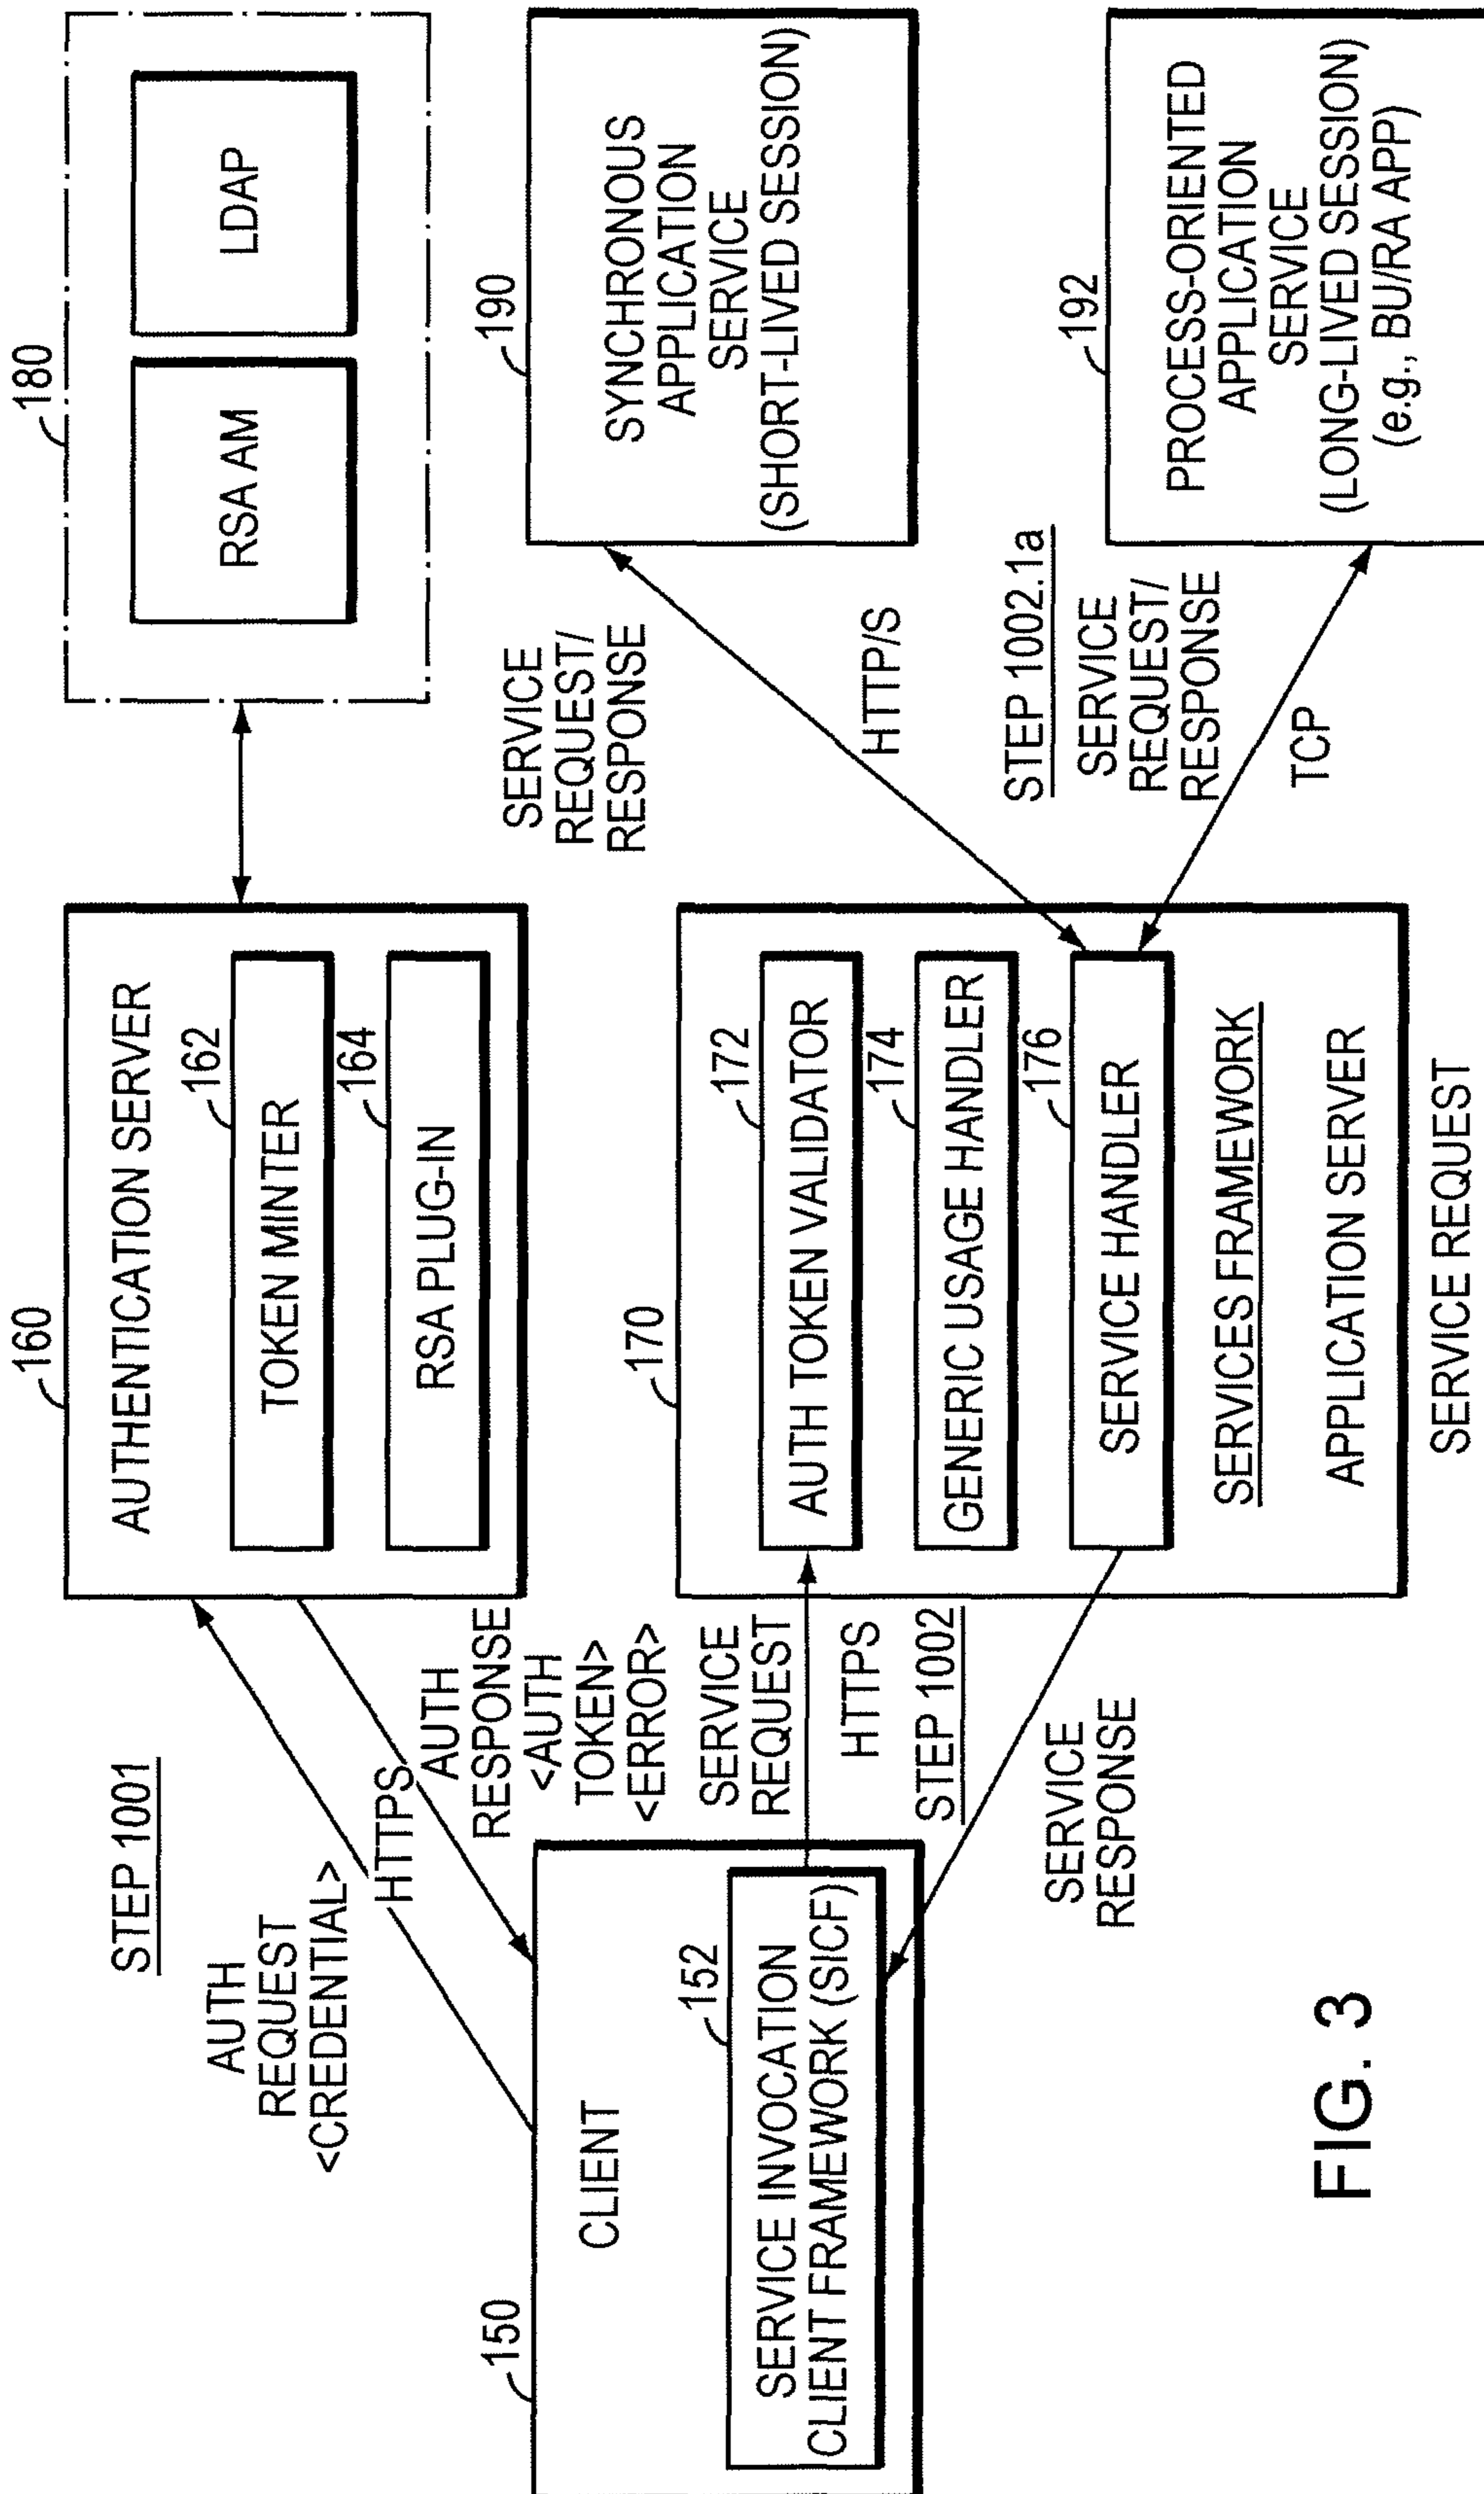 STEP 1001
AUTH
REQUEST
<CREDENTIAL>
HTTPS
AUTH
RESPONSE
<AUTH
TOKEN>
<ERROR>
150
CLIENT
152
SERVICE INVOCATION
CLIENT FRAMEWORK (SICF)
SERVICE
REQUEST
HTTPS
STEP 1002
SERVICE
RESPONSE
160
AUTHENTICATION SERVER
162
TOKEN MINTER
164
RSA PLUG-IN
170
172
AUTH TOKEN VALIDATOR
174
GENERIC USAGE HANDLER
176
SERVICE HANDLER
SERVICES FRAMEWORK
APPLICATION SERVER
SERVICE REQUEST
180
RSA AM
LDAP
SERVICE
REQUEST/
RESPONSE
HTTP/S
190
SYNCHRONOUS
APPLICATION
SERVICE
(SHORT-LIVED SESSION)
STEP 1002.1a
SERVICE
REQUEST/
RESPONSE
TCP
192
PROCESS-ORIENTED
APPLICATION
SERVICE
(LONG-LIVED SESSION)
(e.g., BU/RA APP)
FIG. 3